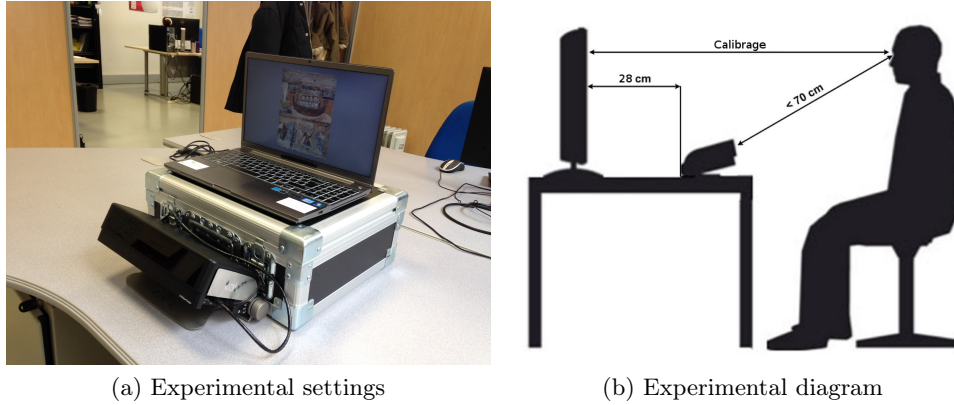 Calibrage
28 cm
< 70 cm
(a) Experimental settings
(b) Experimental diagram